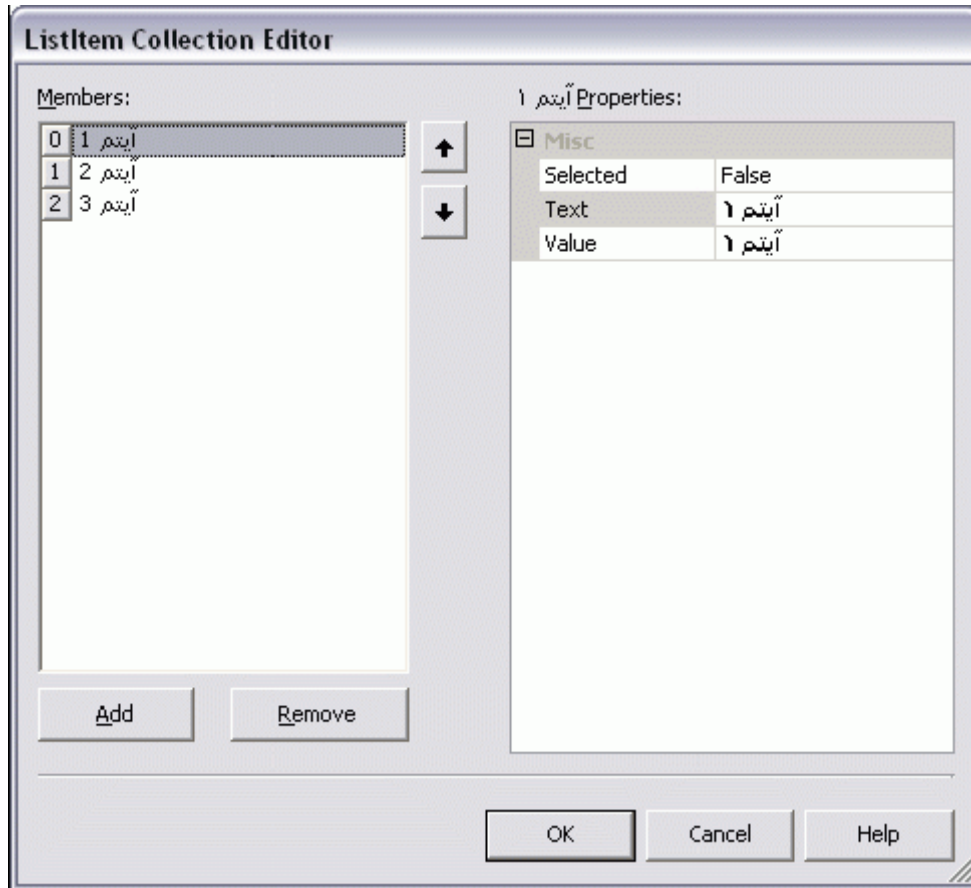 ListItem Collection Editor
Members:
آیتم ۱ Properties:
0 آیتم 1
1 آیتم 2
2 آیتم 3
Misc
Selected False
Text آیتم ۱
Value آیتم ۱
Add Remove
OK Cancel Help